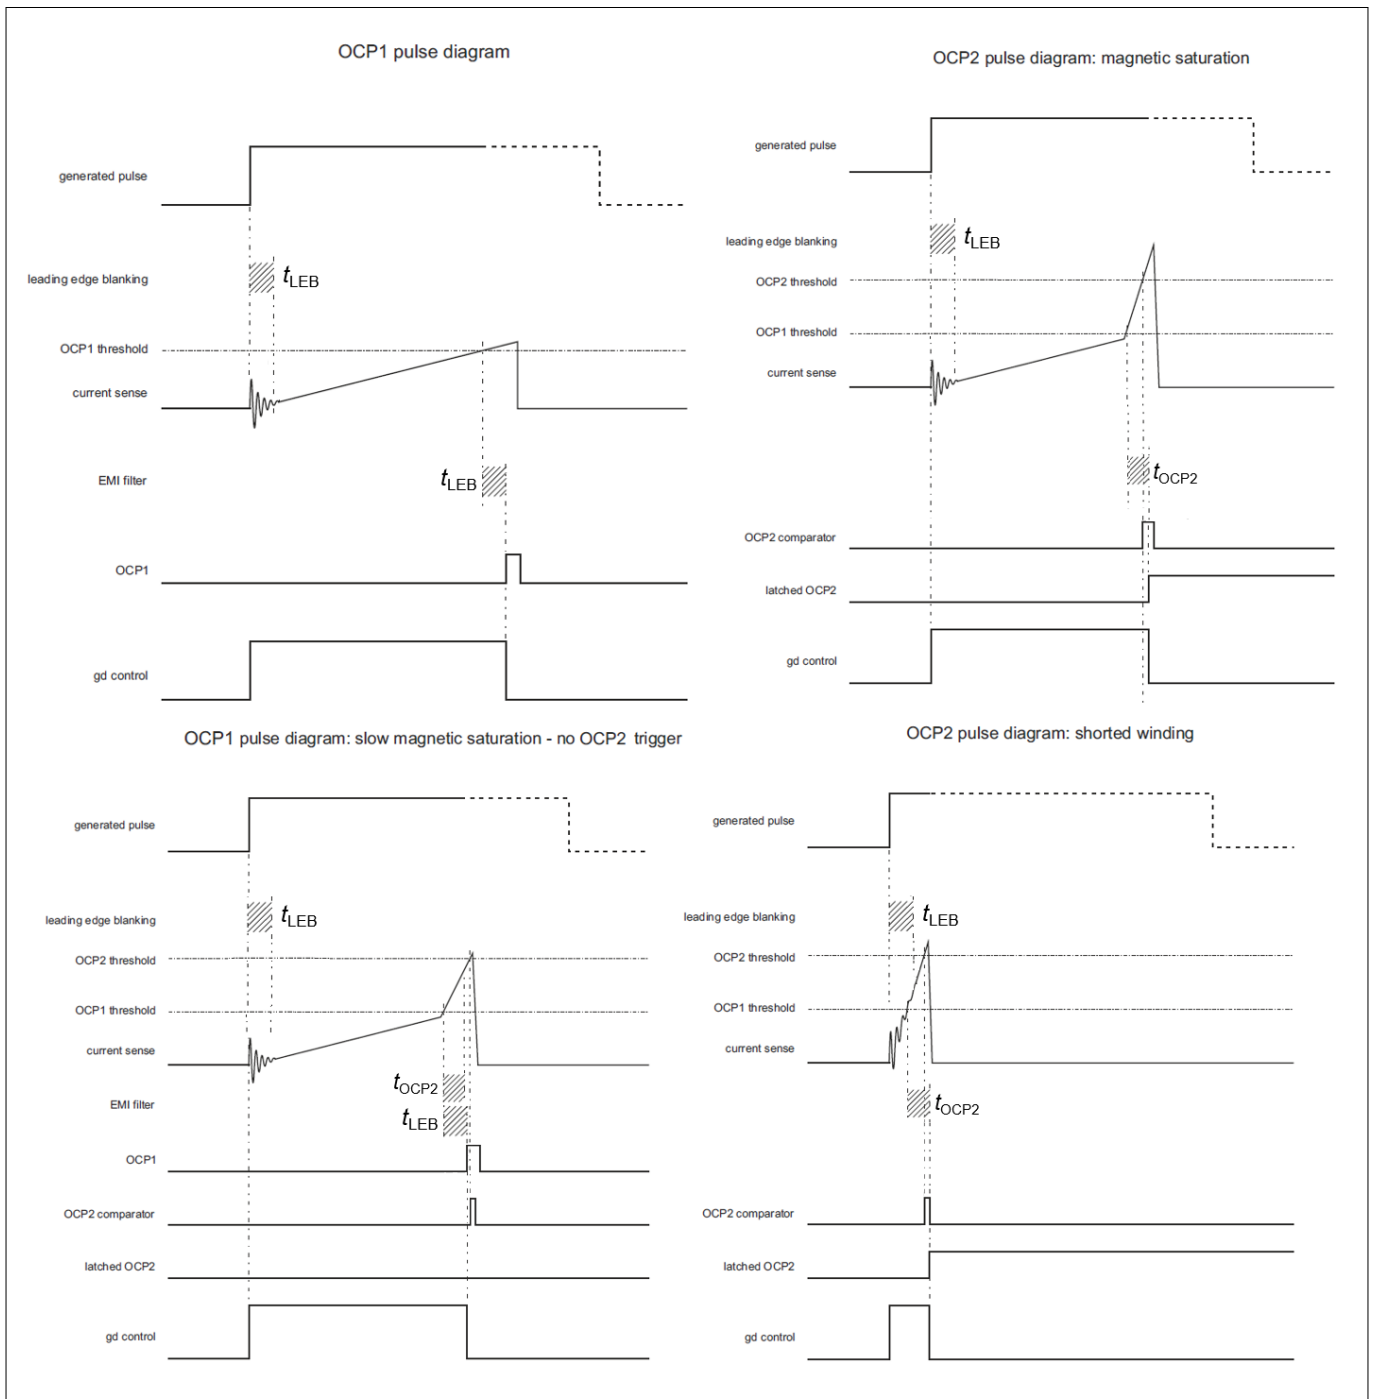 OCP1 pulse diagram
generated pulse
leading edge blanking
tLEB
OCP1 threshold
current sense
EMI filter
tLEB
OCP1
gd control
OCP2 pulse diagram: magnetic saturation
generated pulse
leading edge blanking
tLEB
OCP2 threshold
OCP1 threshold
current sense
tOCP2
OCP2 comparator
latched OCP2
gd control
OCP1 pulse diagram: slow magnetic saturation - no OCP2 trigger
generated pulse
leading edge blanking
tLEB
OCP2 threshold
OCP1 threshold
current sense
tOCP2
EMI filter
tLEB
OCP1
OCP2 comparator
latched OCP2
gd control
OCP2 pulse diagram: shorted winding
generated pulse
leading edge blanking
tLEB
OCP2 threshold
OCP1 threshold
current sense
tOCP2
OCP2 comparator
latched OCP2
gd control